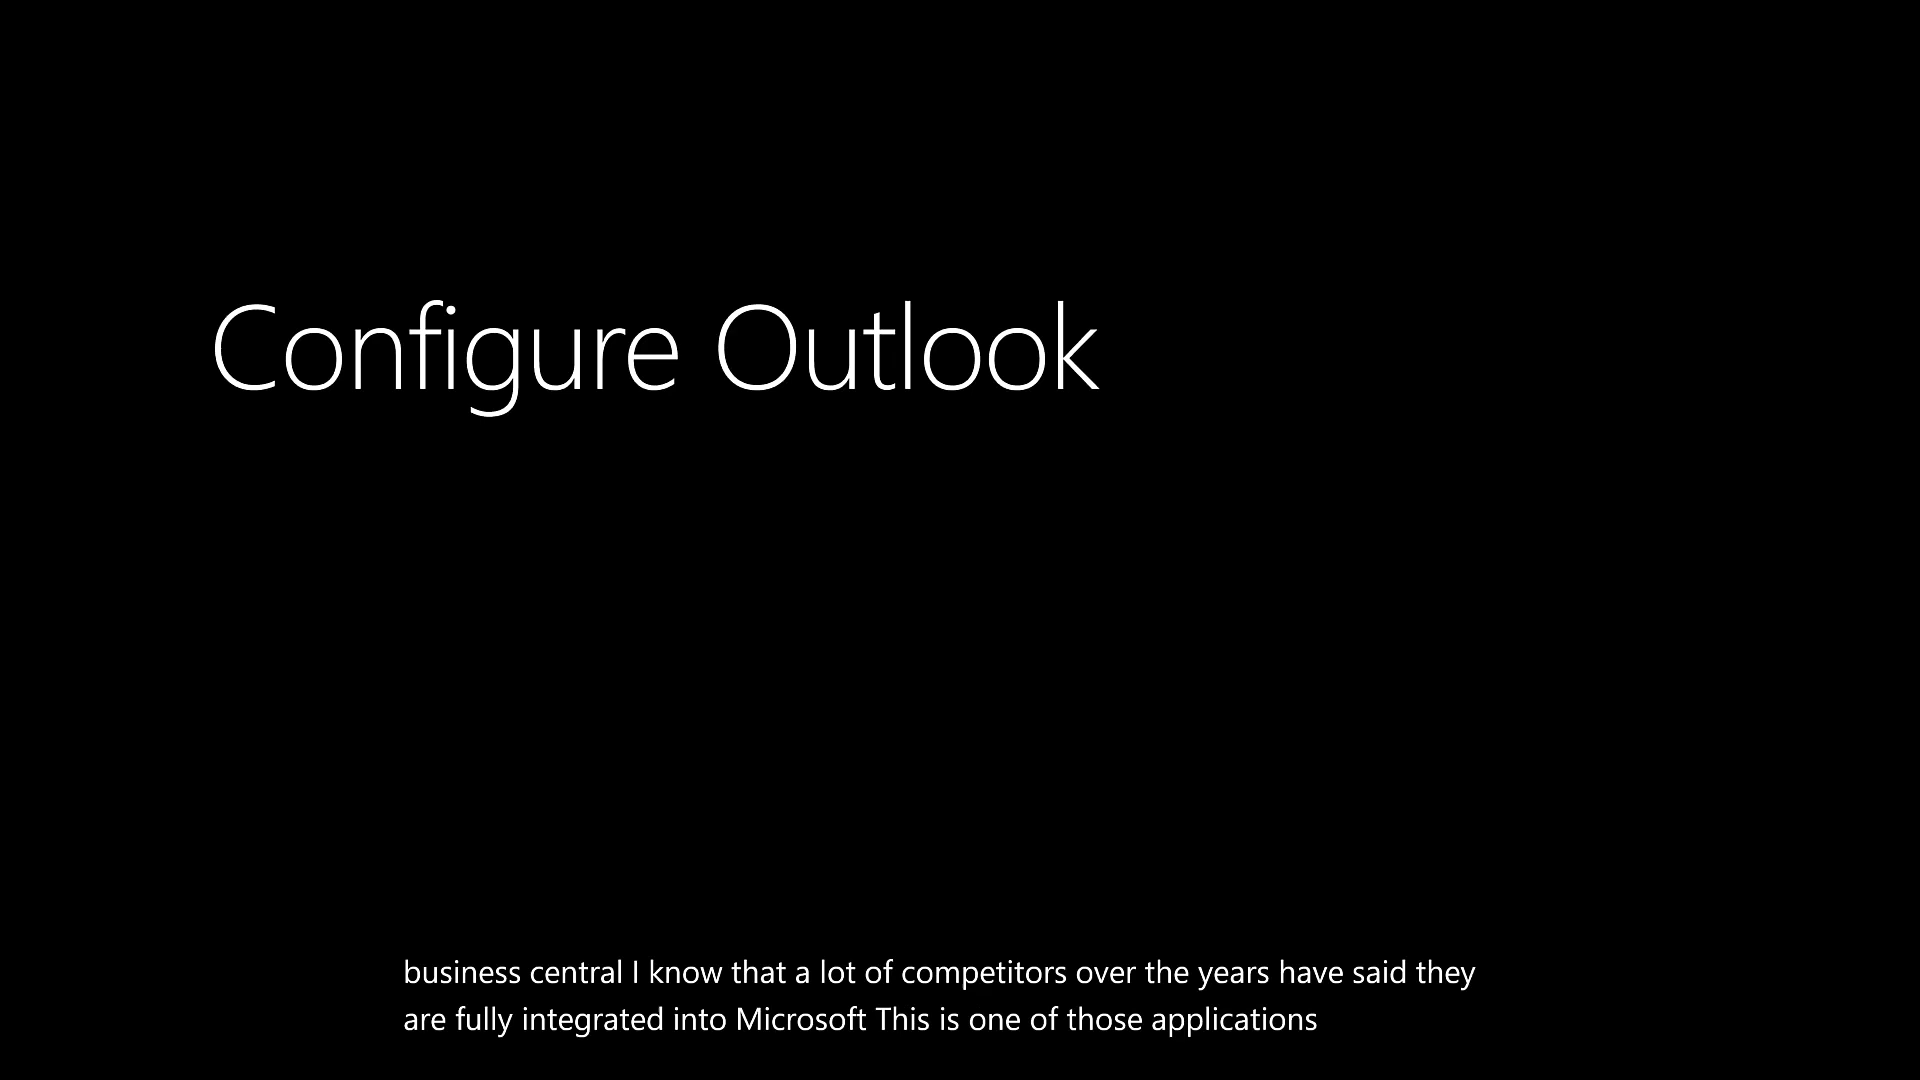 Configure Outlook
business central I know that a lot of competitors over the years have said they
are fully integrated into Microsoft This is one of those applications